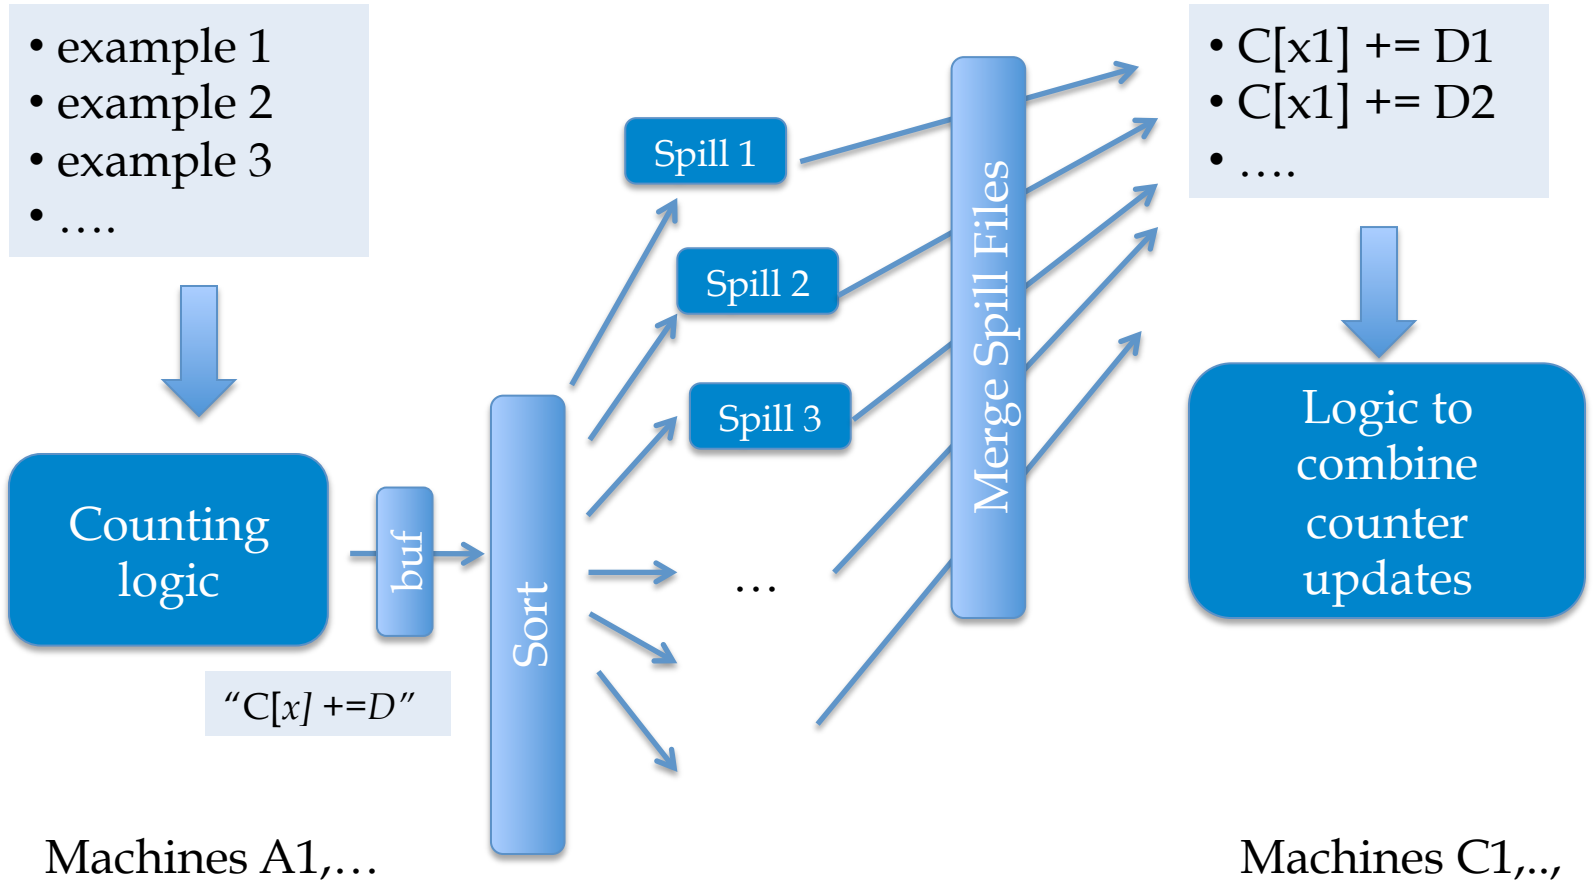 • example 1
• example 2
• example 3
• ....
Counting
logic
buf
"C[x] +=D"
Sort
Spill 1
Spill 2
Spill 3
...
Merge Spill Files
• C[x1] += D1
• C[x1] += D2
• ....
Logic to
combine
counter
updates
Machines A1,...
Machines C1,..,